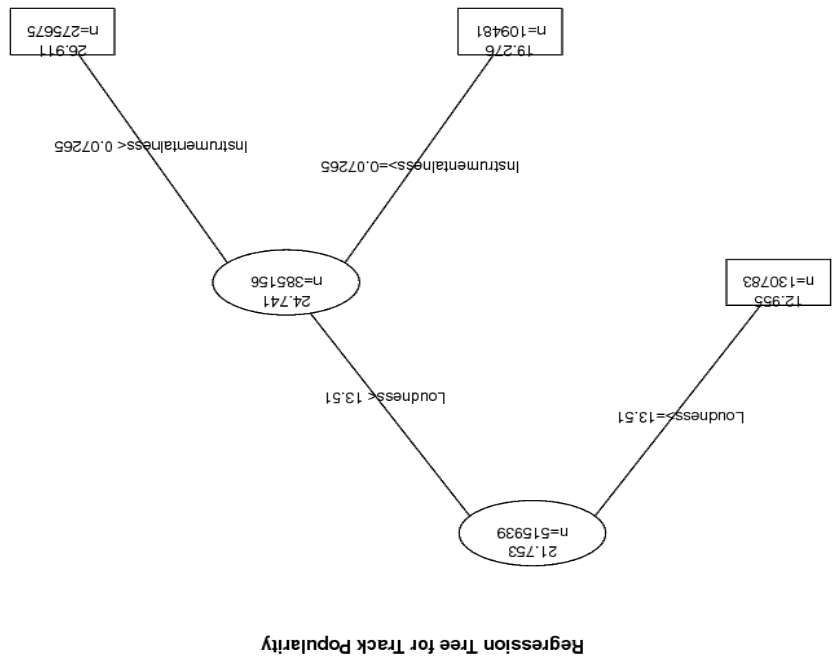 Regression Tree for Track Popularity
21.753
n=515939
Loudness>=13.51
Loudness< 13.51
12.955
n=130783
24.741
n=385156
Instrumentalness>=0.07265
Instrumentalness< 0.07265
19.276
n=109481
26.911
n=275675